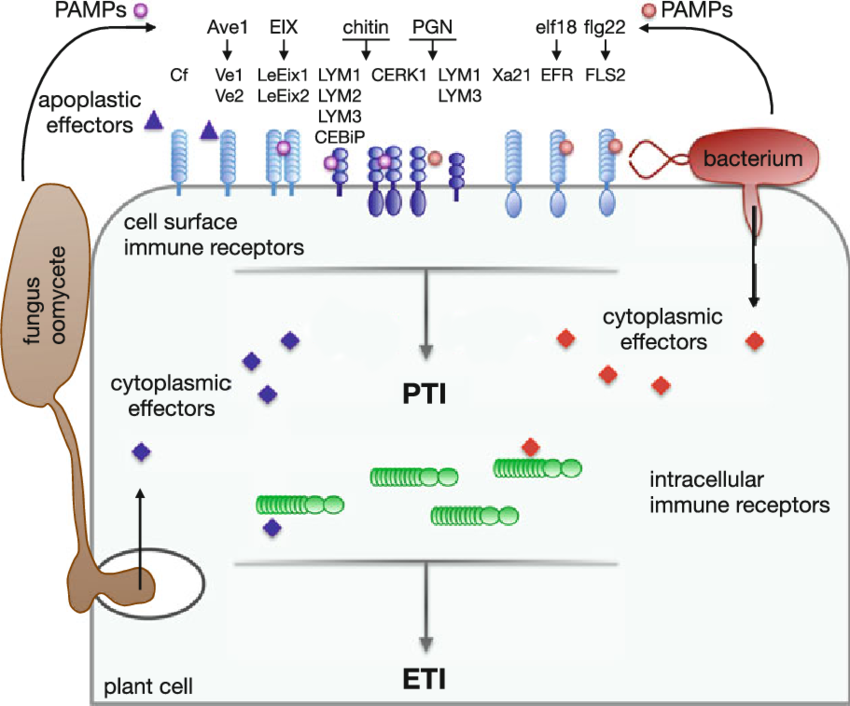 PAMPs
PAMPs
Ave1
EIX
chitin
PGN
elf18
flg22
Cf
Ve1
Ve2
LeEix1
LeEix2
LYM1
LYM2
LYM3
CEBiP
CERK1
LYM1
LYM3
Xa21
EFR
FLS2
apoplastic
effectors
bacterium
cell surface
immune receptors
fungus
oomycete
cytoplasmic
effectors
cytoplasmic
effectors
PTI
intracellular
immune receptors
ETI
plant cell